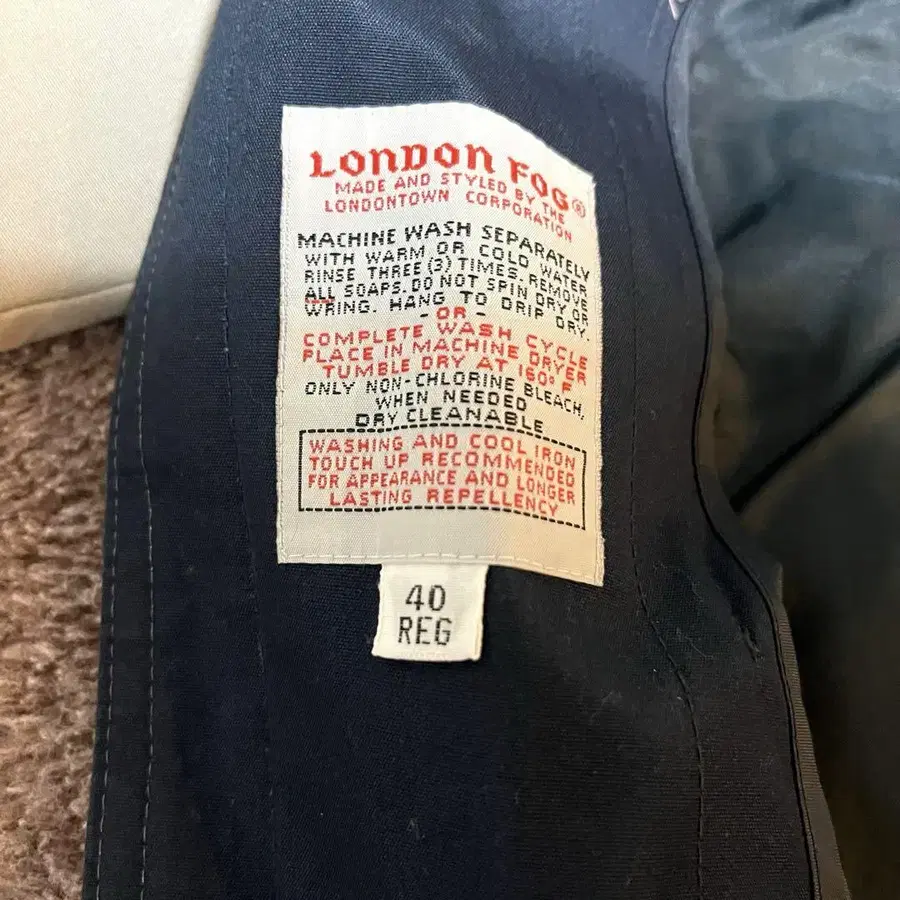 LONDON FOG®
MADE AND STYLED BY THE
LONDONTOWN CORPORATION
MACHINE WASH SEPARATELY
WITH WARM OR COLD WATER
RINSE THREE (3) TIMES. REMOVE
ALL SOAPS. DO NOT SPIN DRY OR
WRING. HANG TO DRIP DRY.
- OR -
COMPLETE WASH CYCLE
PLACE IN MACHINE DRYER
TUMBLE DRY AT 160° F
ONLY NON-CHLORINE BLEACH,
WHEN NEEDED
DRY CLEANABLE
WASHING AND COOL IRON
TOUCH UP RECOMMENDED
FOR APPEARANCE AND LONGER
LASTING REPELLENCY
40
REG